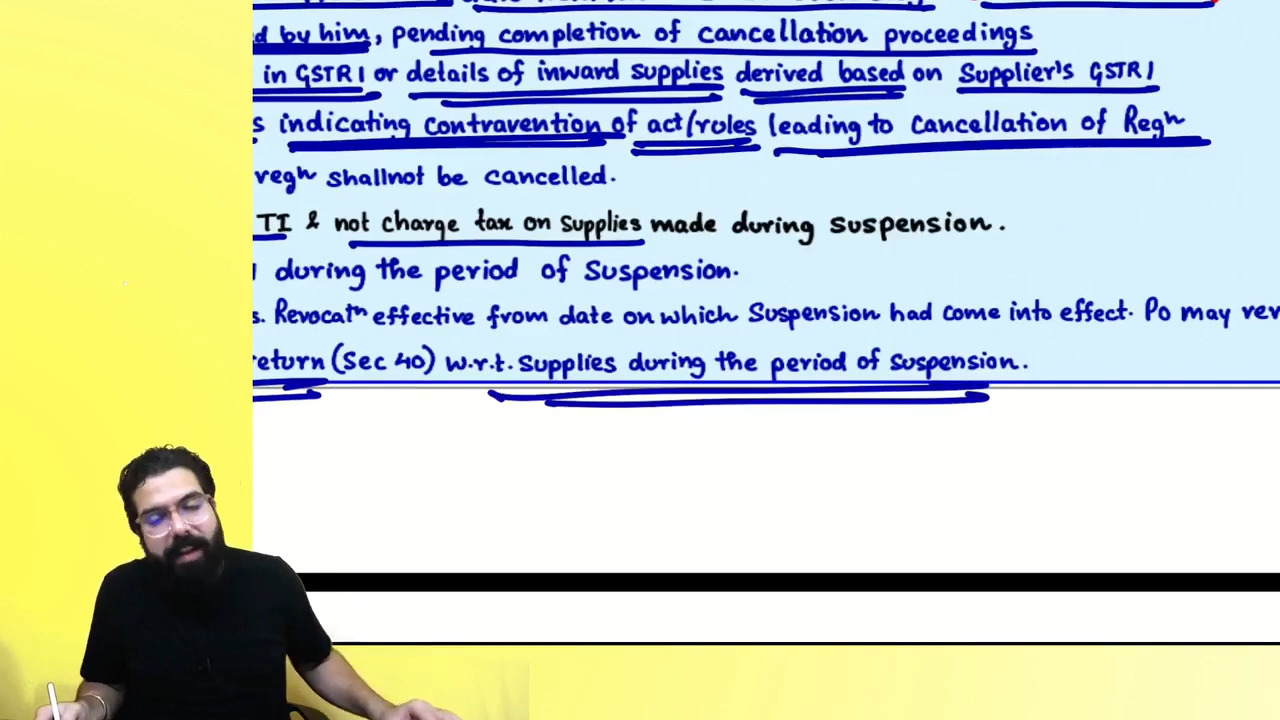 d by him, pending completion of cancellation proceedings
in GSTR1 or details of inward supplies derived based on Supplier's GSTR1
s indicating contravention of act/rules leading to cancellation of Regn
regn shallnot be cancelled.
TI & not charge tax on supplies made during suspension.
during the period of suspension.
s. Revocatn effective from date on which suspension had come into effect. Po may rev
return (Sec 40) w.r.t. supplies during the period of suspension.